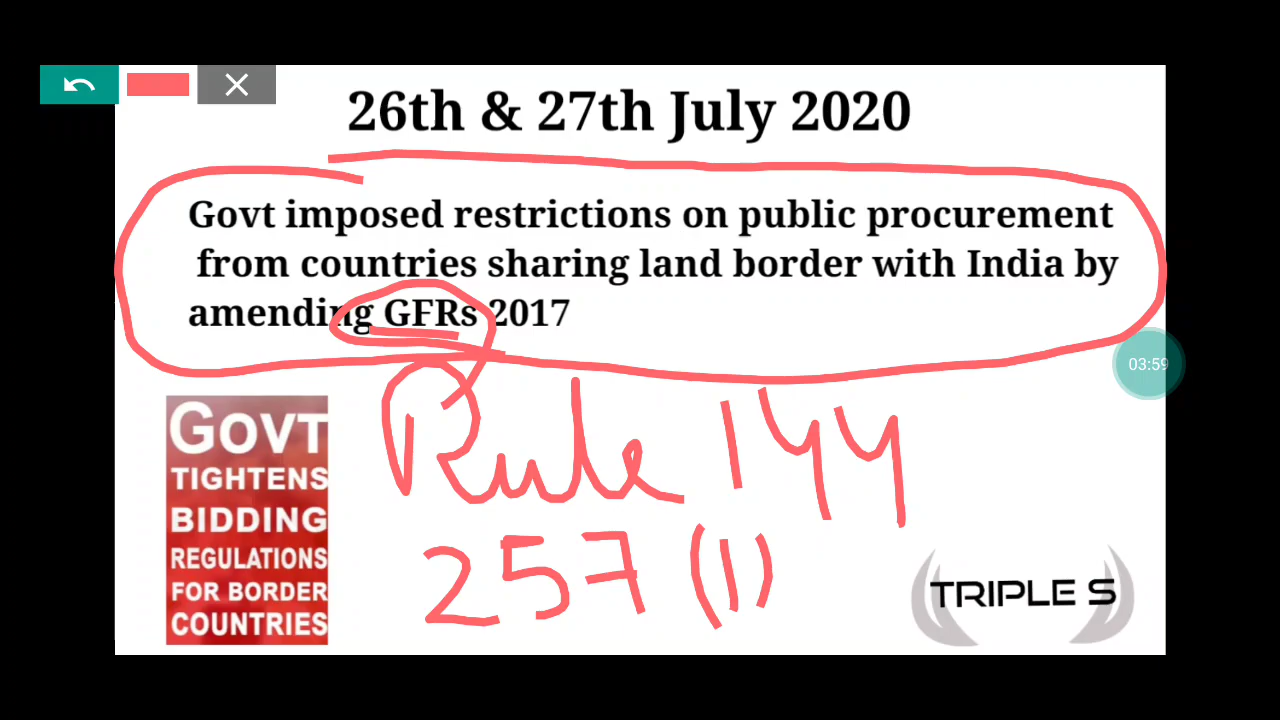 26th & 27th July 2020
Govt imposed restrictions on public procurement
from countries sharing land border with India by
amending GFRs 2017
03:59
GOVT
TIGHTENS
BIDDING
REGULATIONS
FOR BORDER
COUNTRIES
Rule 144
257 (1)
TRIPLE S